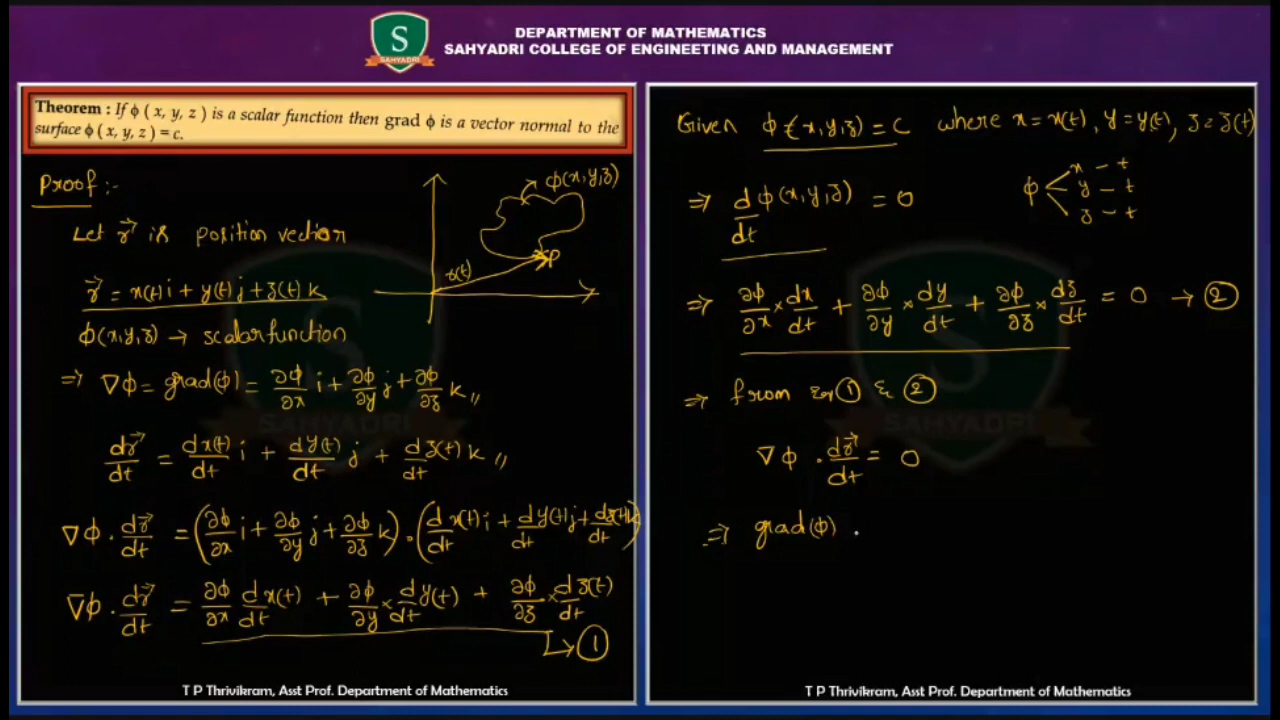 S
SAHYADRI
DEPARTMENT OF MATHEMATICS
SAHYADRI COLLEGE OF ENGINEETING AND MANAGEMENT
Theorem : If ϕ ( x, y, z ) is a scalar function then grad ϕ is a vector normal to the
surface ϕ ( x, y, z ) = c.
Proof :-
Let r⃗ is position vector
r⃗ = x(t) i + y(t) j + z(t) k
ϕ(x,y,z) → scalar function
⇒ ∇ϕ = grad(ϕ) = ∂ϕ/∂x i + ∂ϕ/∂y j + ∂ϕ/∂z k //
dr⃗/dt = dx(t)/dt i + dy(t)/dt j + dz(t)/dt k //
∇ϕ · dr⃗/dt = (∂ϕ/∂x i + ∂ϕ/∂y j + ∂ϕ/∂z k) · (d/dt x(t) i + dy(t)/dt j + dz(t)/dt k)
∇ϕ · dr⃗/dt = ∂ϕ/∂x d/dt x(t) + ∂ϕ/∂y × d/dt y(t) + ∂ϕ/∂z × d/dt z(t)
↳ ①
ϕ(x,y,z)
r(t)
P
T P Thrivikram, Asst Prof. Department of Mathematics
Given ϕ(x,y,z) = c where x = x(t), y = y(t), z = z(t)
⇒ d/dt ϕ(x,y,z) = 0
ϕ
x - t
y - t
z - t
⇒ ∂ϕ/∂x × dx/dt + ∂ϕ/∂y × dy/dt + ∂ϕ/∂z × dz/dt = 0 → ②
⇒ from Eq ① & ②
∇ϕ · dr⃗/dt = 0
⇒ grad(ϕ) ·
T P Thrivikram, Asst Prof. Department of Mathematics
S
SAHYADRI
S
SAHYADRI